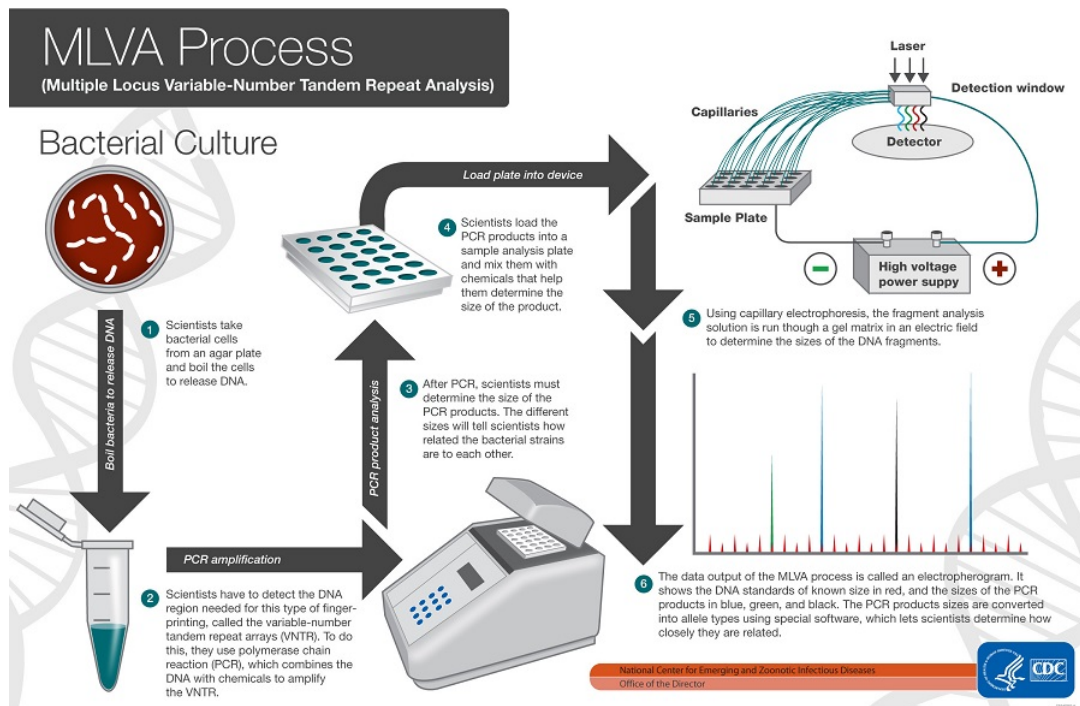 MLVA Process
(Multiple Locus Variable-Number Tandem Repeat Analysis)
Bacterial Culture
Boil bacteria to release DNA
1
Scientists take
bacterial cells
from an agar plate
and boil the cells
to release DNA.
PCR amplification
2
Scientists have to detect the DNA
region needed for this type of finger-
printing, called the variable-number
tandem repeat arrays (VNTR). To do
this, they use polymerase chain
reaction (PCR), which combines the
DNA with chemicals to amplify
the VNTR.
PCR product analysis
3
After PCR, scientists must
determine the size of the
PCR products. The different
sizes will tell scientists how
related the bacterial strains
are to each other.
Load plate into device
4
Scientists load the
PCR products into a
sample analysis plate
and mix them with
chemicals that help
them determine the
size of the product.
Laser
Detection window
Capillaries
Detector
Sample Plate
High voltage
power suppy
5
Using capillary electrophoresis, the fragment analysis
solution is run though a gel matrix in an electric field
to determine the sizes of the DNA fragments.
6
The data output of the MLVA process is called an electropherogram. It
shows the DNA standards of known size in red, and the sizes of the PCR
products in blue, green, and black. The PCR products sizes are converted
into allele types using special software, which lets scientists determine how
closely they are related.
National Center for Emerging and Zoonotic Infectious Diseases
Office of the Director
CDC